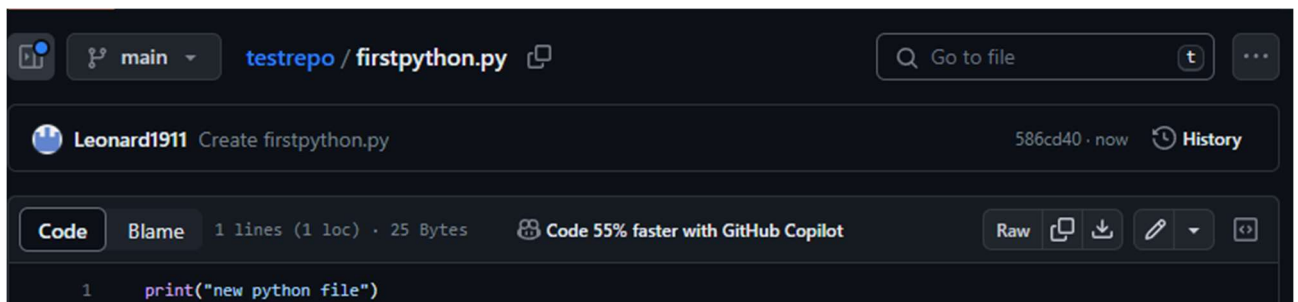 main testrepo / firstpython.py Go to file t
Leonard1911 Create firstpython.py 586cd40 · now History
Code Blame 1 lines (1 loc) · 25 Bytes Code 55% faster with GitHub Copilot Raw
1 print("new python file")